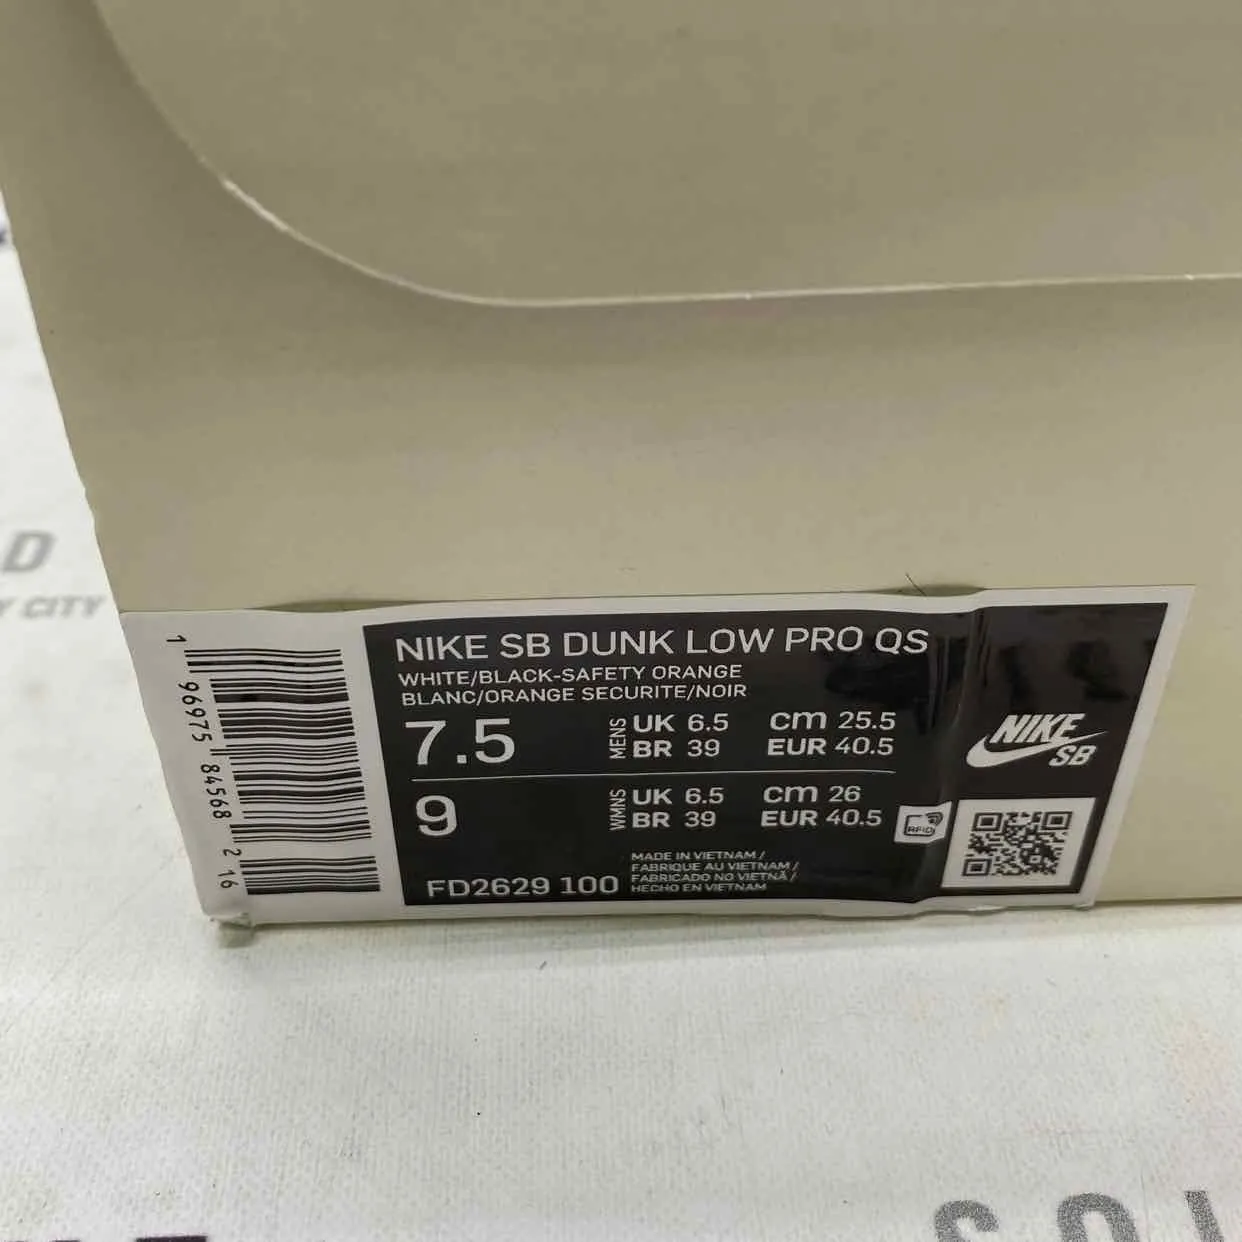 NIKE SB DUNK LOW PRO QS
WHITE/BLACK-SAFETY ORANGE
BLANC/ORANGE SECURITE/NOIR
7.5
MENS
UK 6.5 cm 25.5
BR 39 EUR 40.5
9
WMNS
UK 6.5 cm 26
BR 39 EUR 40.5
FD2629 100
MADE IN VIETNAM /
FABRIQUE AU VIETNAM /
FABRICADO NO VIETNÃ /
HECHO EN VIETNAM
RFID
NIKE
SB
1 96975 84568 2 16
D
Y CITY